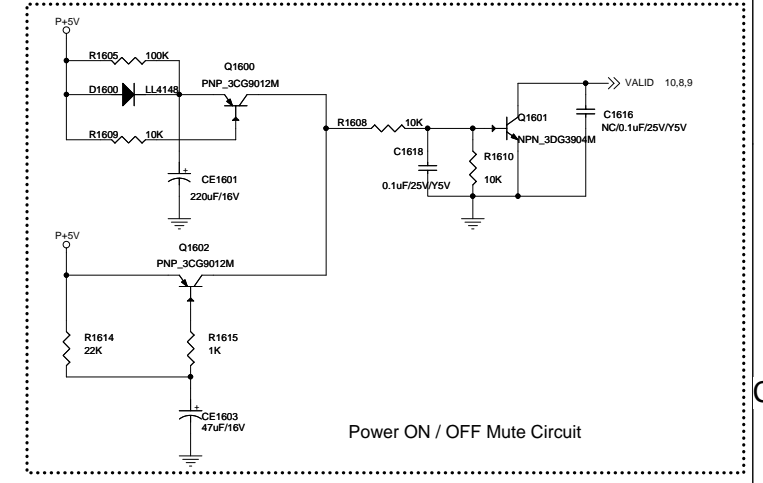 P+5V
R1605 100K
Q1600
PNP_3CG9012M
D1600 LL4148
R1609 10K
CE1601
220uF/16V
+
VALID 10,8,9
Q1601
NPN_3DG3904M
C1616
NC/0.1uF/25V/Y5V
R1608 10K
C1618
0.1uF/25V/Y5V
R1610
10K
P+5V
Q1602
PNP_3CG9012M
R1614
22K
R1615
1K
+
CE1603
47uF/16V
Power ON / OFF Mute Circuit